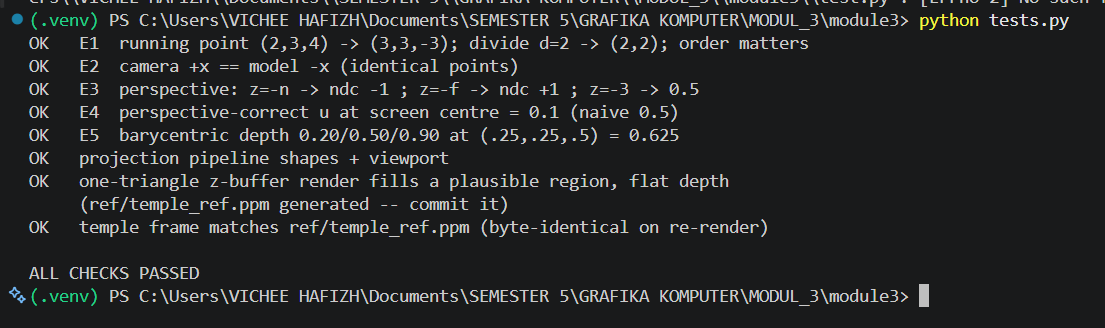 (.venv) PS C:\Users\VICHEE HAFIZH\Documents\SEMESTER 5\GRAFIKA KOMPUTER\MODUL_3\module3> python tests.py
OK E1 running point (2,3,4) -> (3,3,-3); divide d=2 -> (2,2); order matters
OK E2 camera +x == model -x (identical points)
OK E3 perspective: z=-n -> ndc -1 ; z=-f -> ndc +1 ; z=-3 -> 0.5
OK E4 perspective-correct u at screen centre = 0.1 (naive 0.5)
OK E5 barycentric depth 0.20/0.50/0.90 at (.25,.25,.5) = 0.625
OK projection pipeline shapes + viewport
OK one-triangle z-buffer render fills a plausible region, flat depth
(ref/temple_ref.ppm generated -- commit it)
OK temple frame matches ref/temple_ref.ppm (byte-identical on re-render)
ALL CHECKS PASSED
(.venv) PS C:\Users\VICHEE HAFIZH\Documents\SEMESTER 5\GRAFIKA KOMPUTER\MODUL_3\module3>